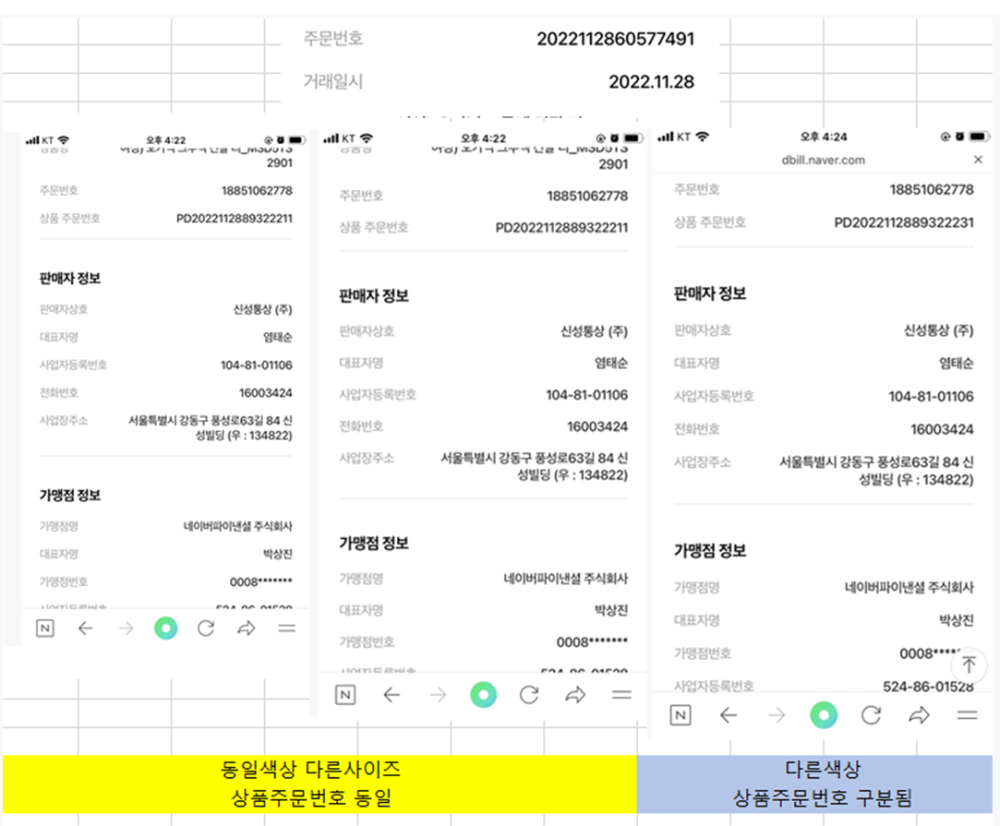 주문번호 2022112860577491
거래일시 2022.11.28
KT 오후 4:22
2901
주문번호 18851062778
상품 주문번호 PD2022112889322211
판매자 정보
판매자상호 신성통상 (주)
대표자명 염태순
사업자등록번호 104-81-01106
전화번호 16003424
사업장주소 서울특별시 강동구 풍성로63길 84 신
성빌딩 (우 : 134822)
가맹점 정보
가맹점명 네이버파이낸셜 주식회사
대표자명 박상진
가맹점번호 0008*******
N
KT 오후 4:22
2901
주문번호 18851062778
상품 주문번호 PD2022112889322211
판매자 정보
판매자상호 신성통상 (주)
대표자명 염태순
사업자등록번호 104-81-01106
전화번호 16003424
사업장주소 서울특별시 강동구 풍성로63길 84 신
성빌딩 (우 : 134822)
가맹점 정보
가맹점명 네이버파이낸셜 주식회사
대표자명 박상진
가맹점번호 0008*******
N
KT 오후 4:24
dbill.naver.com
주문번호 18851062778
상품 주문번호 PD2022112889322231
판매자 정보
판매자상호 신성통상 (주)
대표자명 염태순
사업자등록번호 104-81-01106
전화번호 16003424
사업장주소 서울특별시 강동구 풍성로63길 84 신
성빌딩 (우 : 134822)
가맹점 정보
가맹점명 네이버파이낸셜 주식회사
대표자명 박상진
가맹점번호 0008****
사업자등록번호 524-86-01528
N
동일색상 다른사이즈
상품주문번호 동일
다른색상
상품주문번호 구분됨